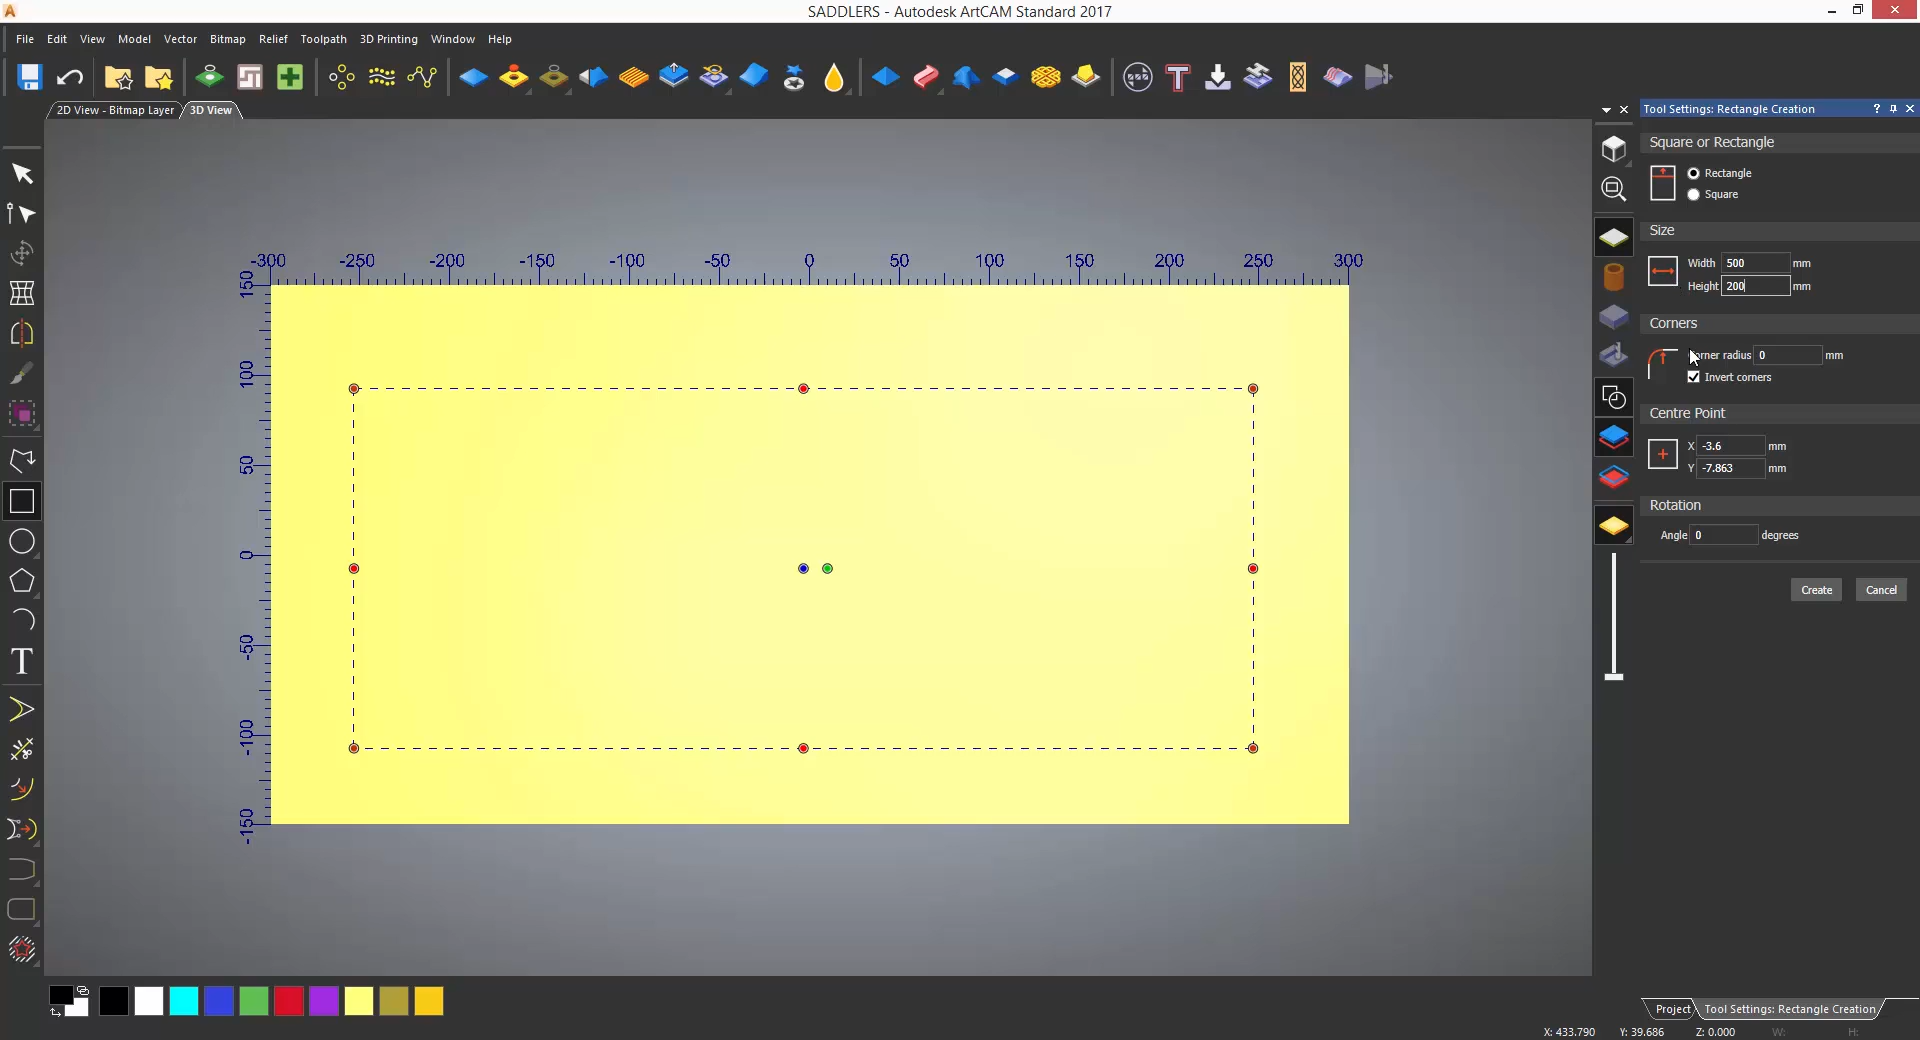 SADDLERS - Autodesk ArtCAM Standard 2017
File Edit View Model Vector Bitmap Relief Toolpath 3D Printing Window Help
2D View - Bitmap Layer 3D View
Tool Settings: Rectangle Creation
Square or Rectangle
Rectangle
Square
Size
Width 500 mm
Height 200 mm
Corners
orner radius 0 mm
Invert corners
Centre Point
X -3.6 mm
Y -7.863 mm
Rotation
Angle 0 degrees
Create Cancel
-300 -250 -200 -150 -100 -50 0 50 100 150 200 250 300
150
100
50
0
-50
-100
-150
T
Project Tool Settings: Rectangle Creation
X: 433.790 Y: 39.686 Z: 0.000 W: H: